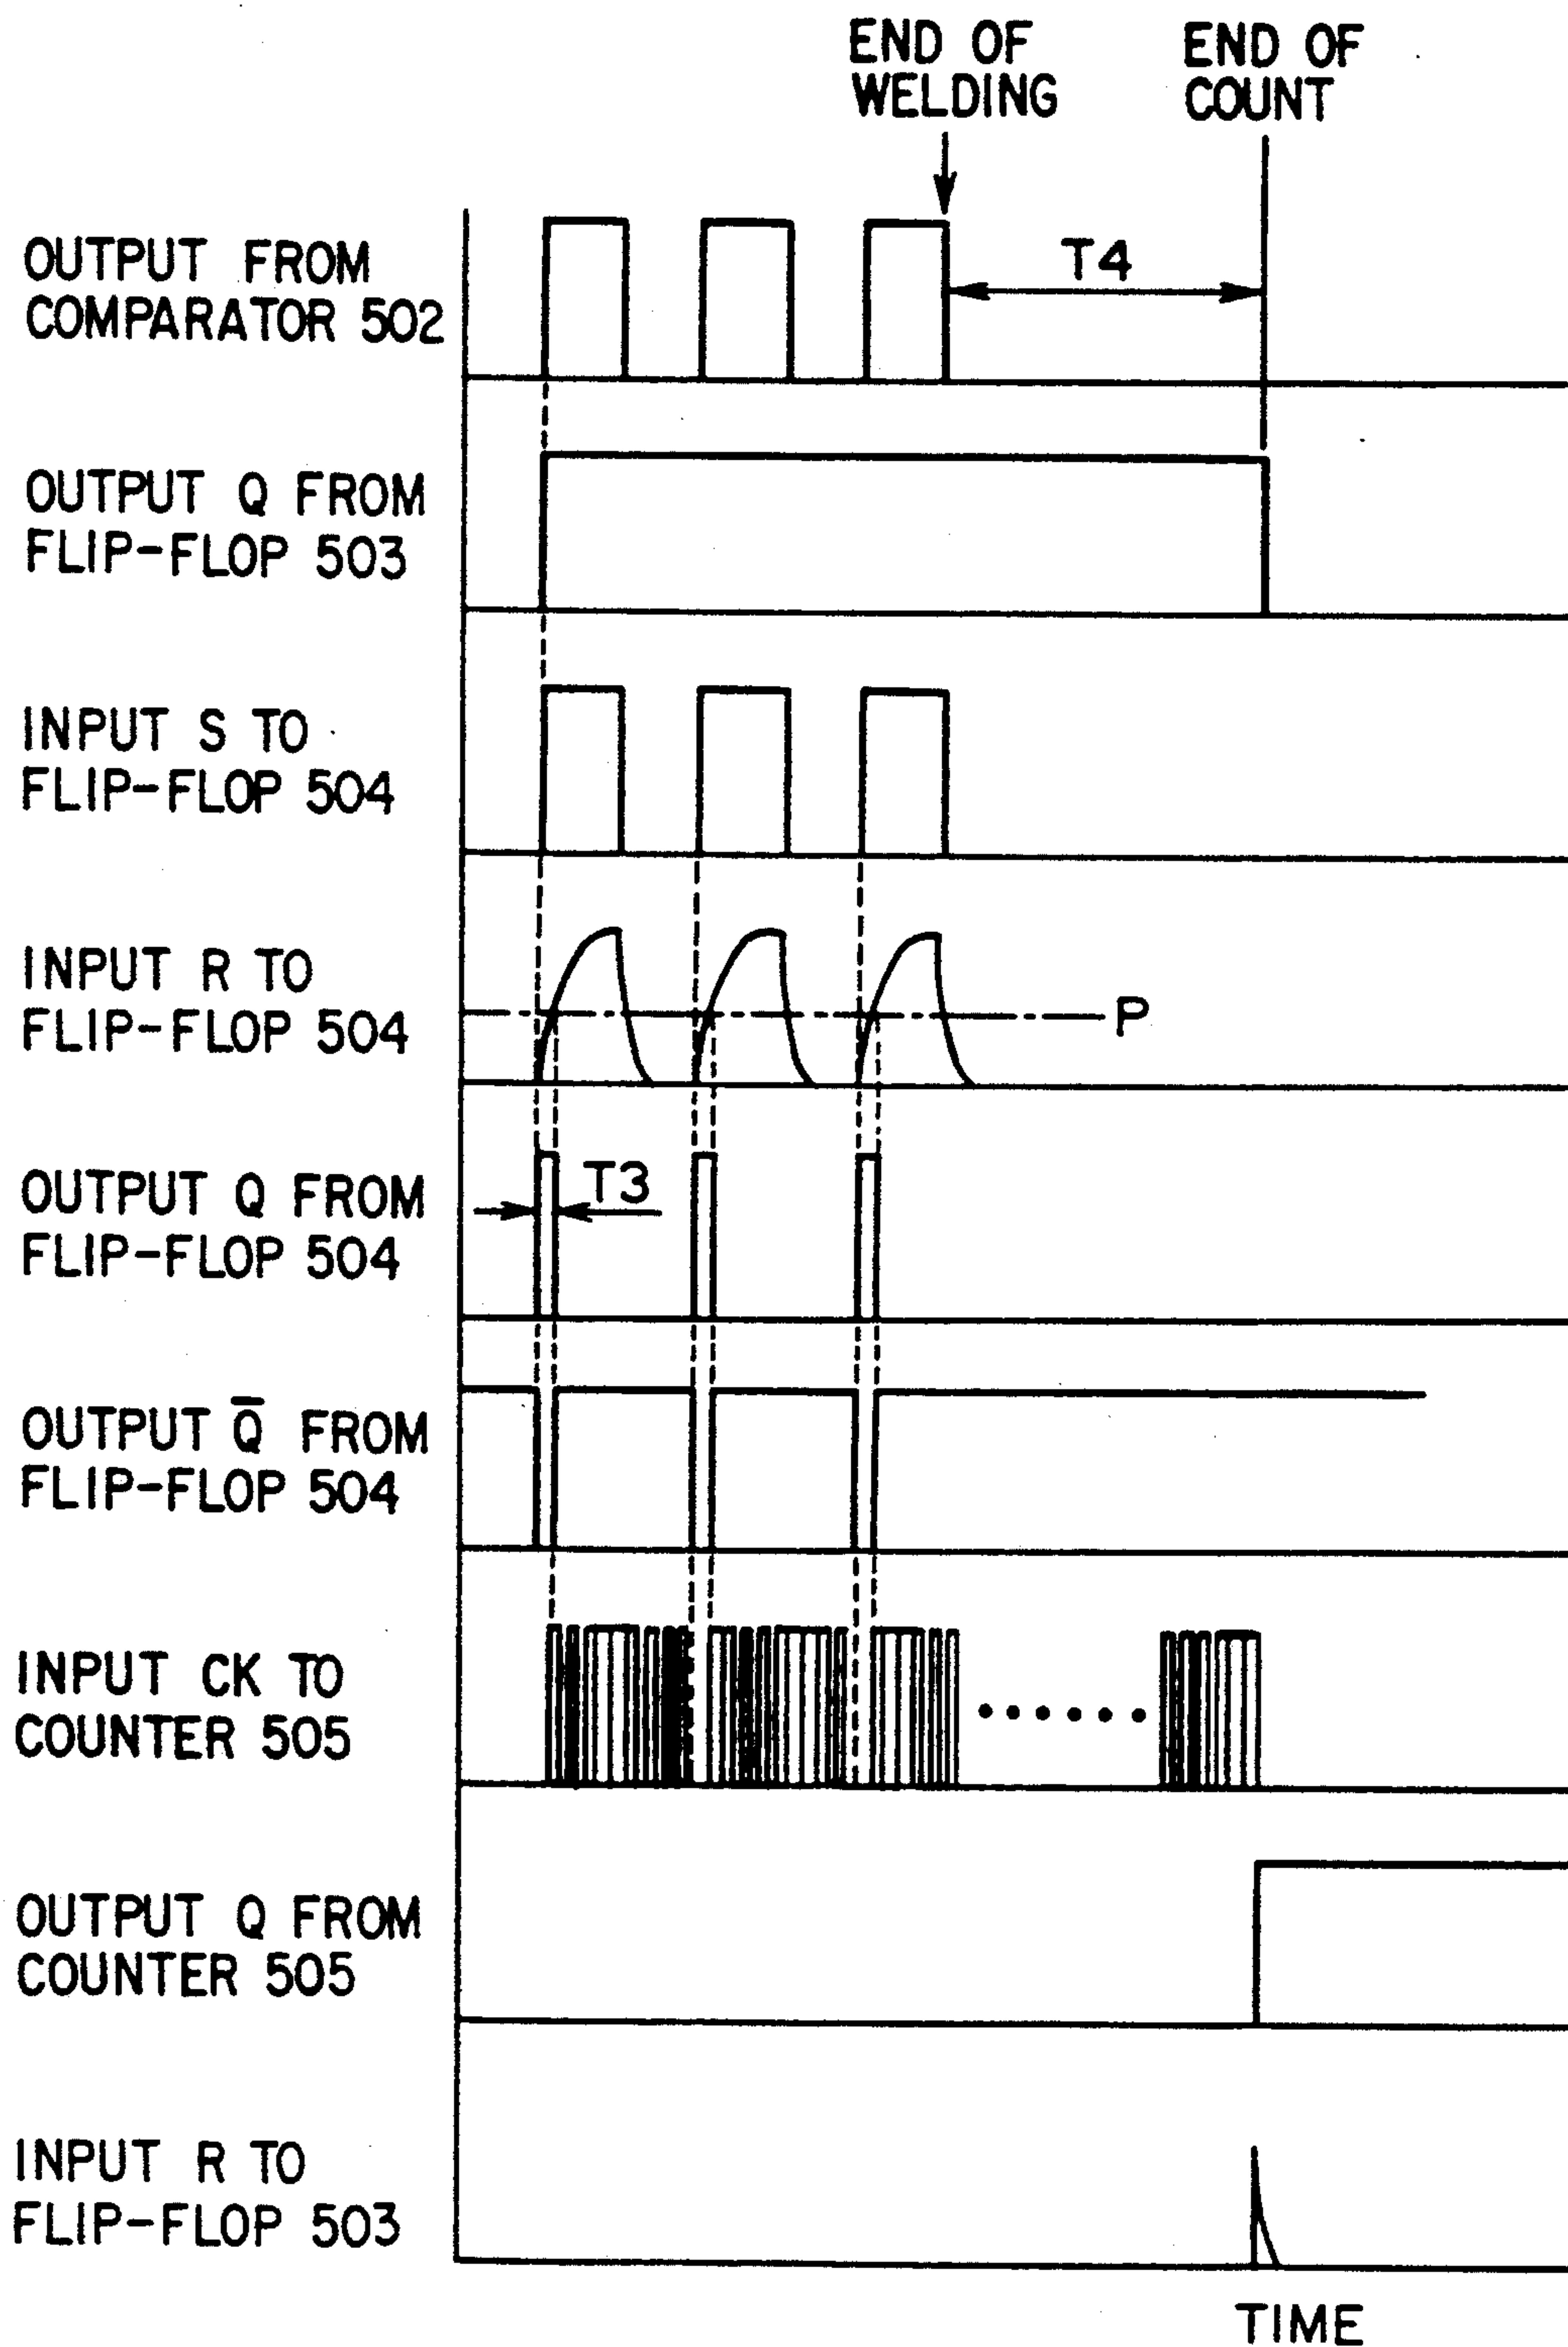 END OF
WELDING
END OF
COUNT
OUTPUT FROM
COMPARATOR 502
T4
OUTPUT Q FROM
FLIP-FLOP 503
INPUT S TO
FLIP-FLOP 504
INPUT R TO
FLIP-FLOP 504
P
OUTPUT Q FROM
FLIP-FLOP 504
T3
OUTPUT Q̅ FROM
FLIP-FLOP 504
INPUT CK TO
COUNTER 505
OUTPUT Q FROM
COUNTER 505
INPUT R TO
FLIP-FLOP 503
TIME